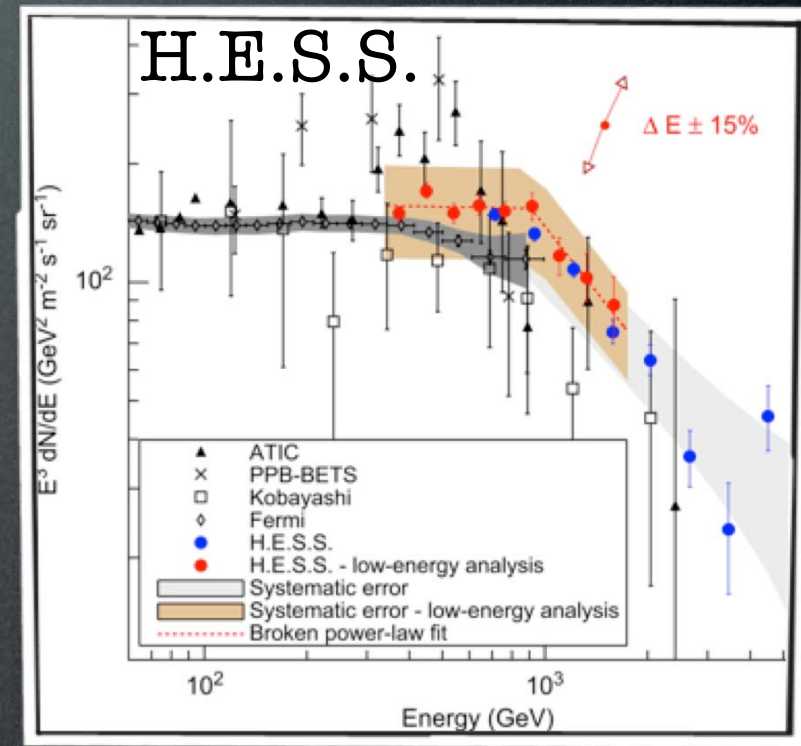 H.E.S.S.
Δ E ± 15%
E³ dN/dE (GeV² m⁻² s⁻¹ sr⁻¹)
10²
ATIC
PPB-BETS
Kobayashi
Fermi
H.E.S.S.
H.E.S.S. - low-energy analysis
Systematic error
Systematic error - low-energy analysis
Broken power-law fit
10² 10³
Energy (GeV)